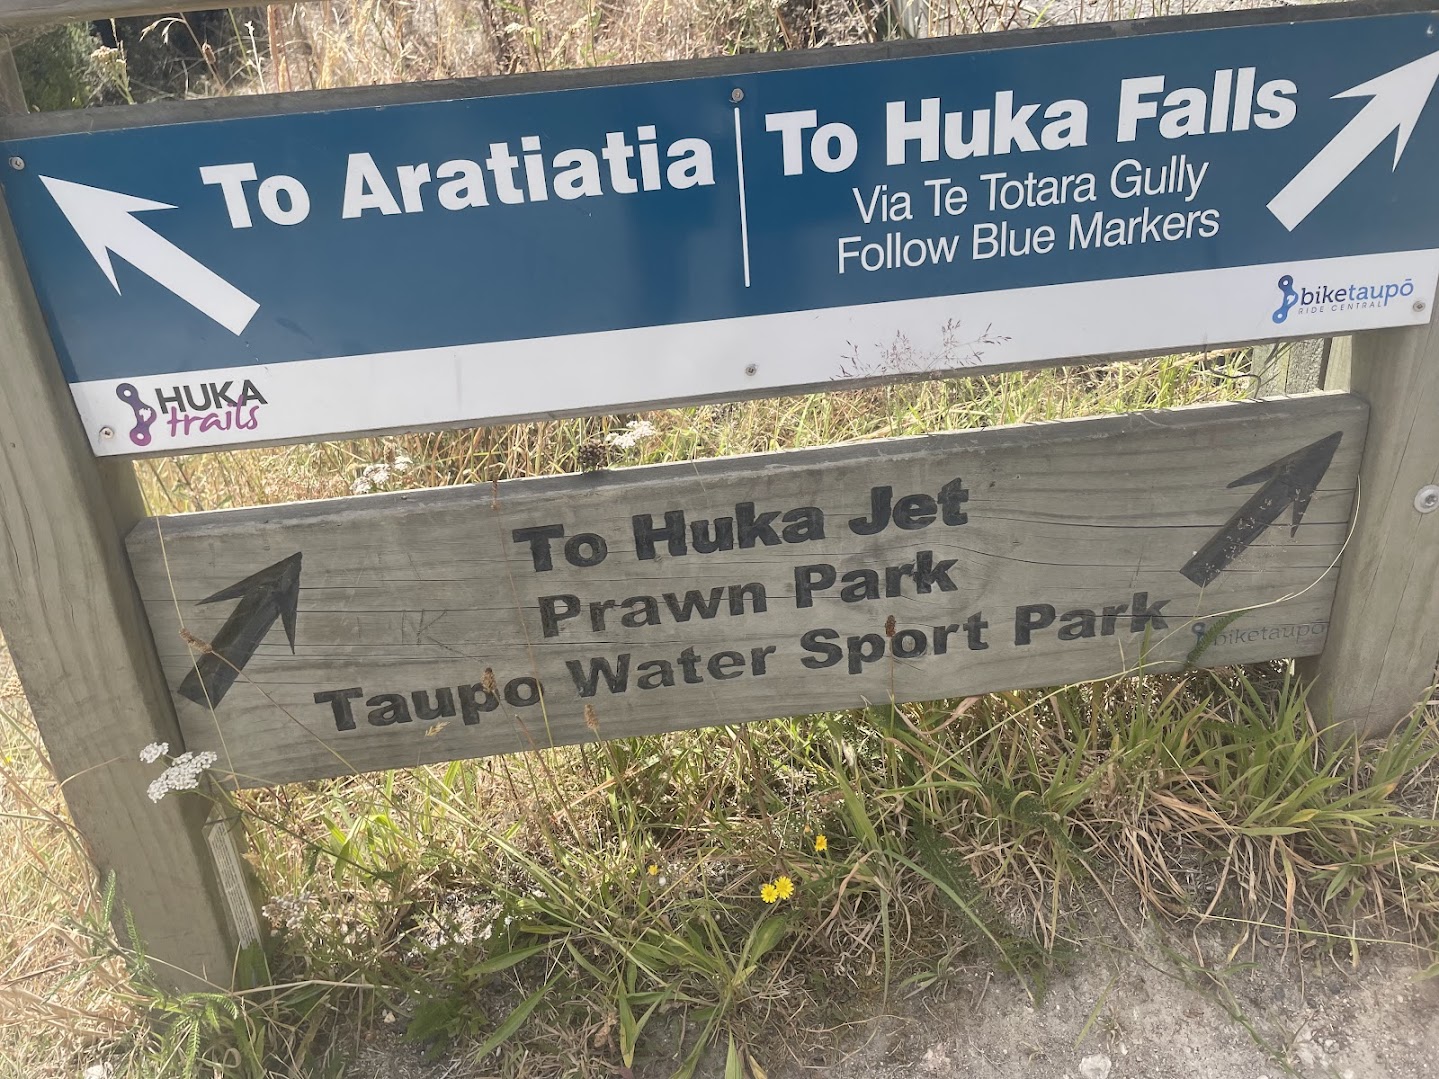 To Aratiatia
To Huka Falls
Via Te Totara Gully
Follow Blue Markers
HUKA
trails
biketaupō
RIDE CENTRAL
To Huka Jet
Prawn Park
Taupo Water Sport Park
biketaupō